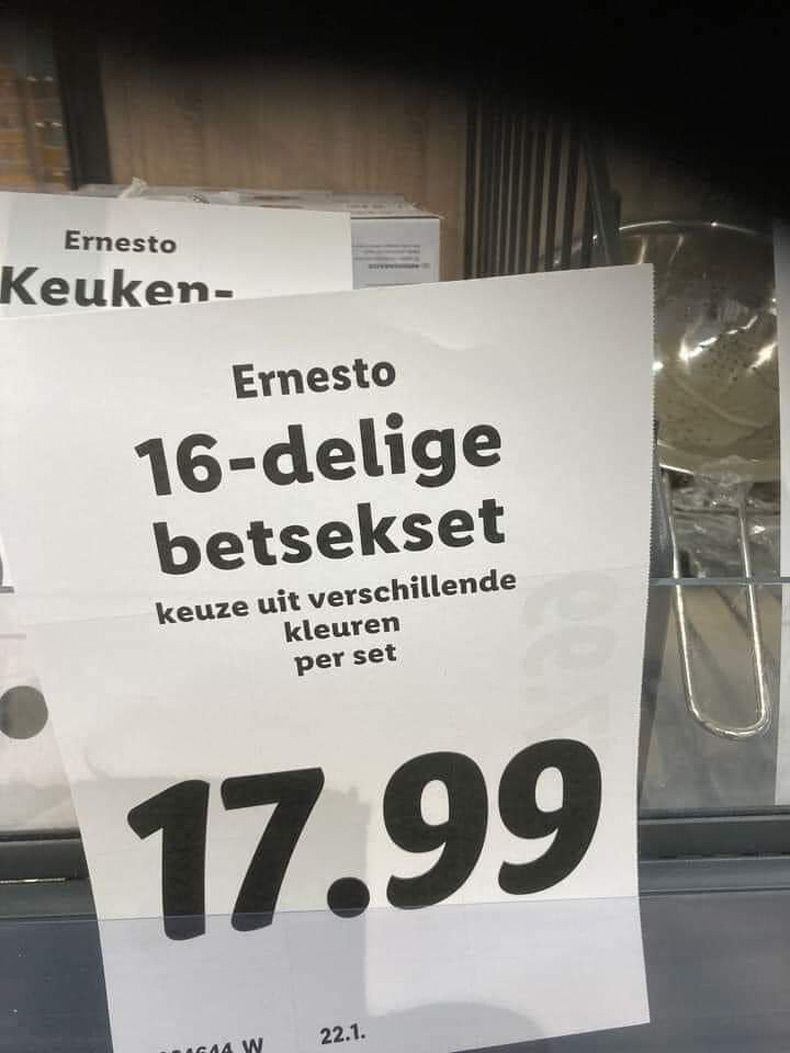 Ernesto
Keuken-
Ernesto
16-delige
betsekset
keuze uit verschillende
kleuren
per set
17.99
22.1.